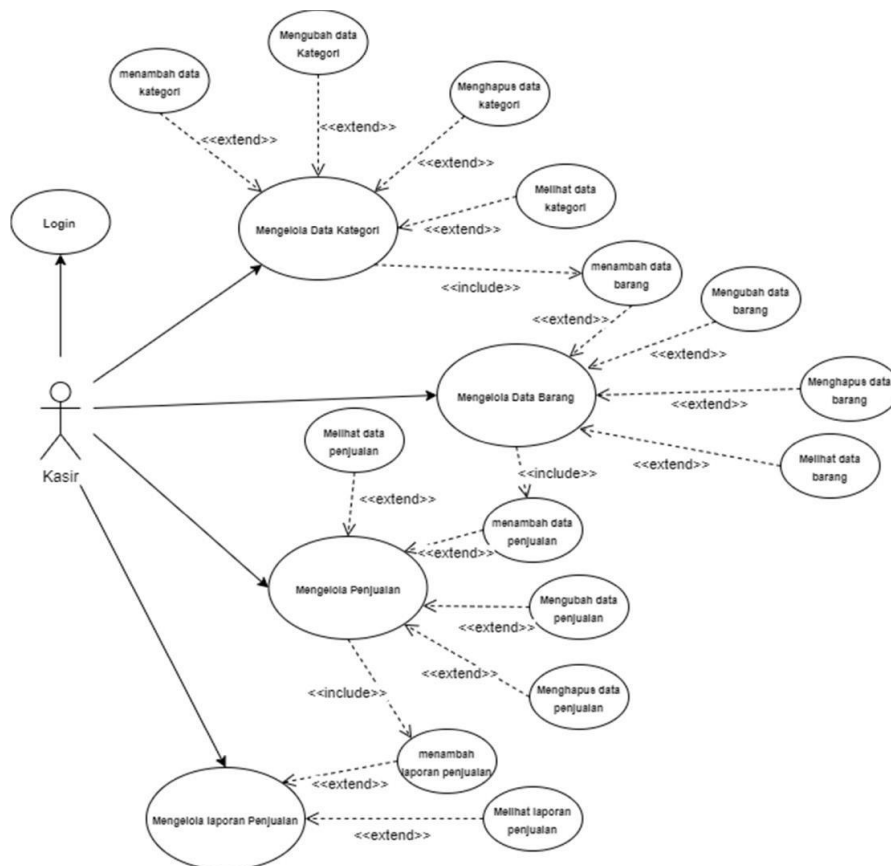 Mengubah data
Kategori
menambah data
kategori
Menghapus data
kategori
<<extend>>
<<extend>>
<<extend>>
Melihat data
kategori
Login
Mengelola Data Kategori
<<extend>>
menambah data
barang
<<include>>
Mengubah data
barang
<<extend>>
<<extend>>
Menghapus data
barang
Mengelola Data Barang
<<extend>>
Melihat data
penjualan
Melihat data
barang
<<extend>>
Kasir
<<include>>
<<extend>>
menambah data
penjualan
<<extend>>
Mengelola Penjualan
Mengubah data
penjualan
<<extend>>
<<extend>>
Menghapus data
penjualan
<<include>>
menambah
laporan penjualan
<<extend>>
Mengelola laporan Penjualan
Melihat laporan
penjualan
<<extend>>